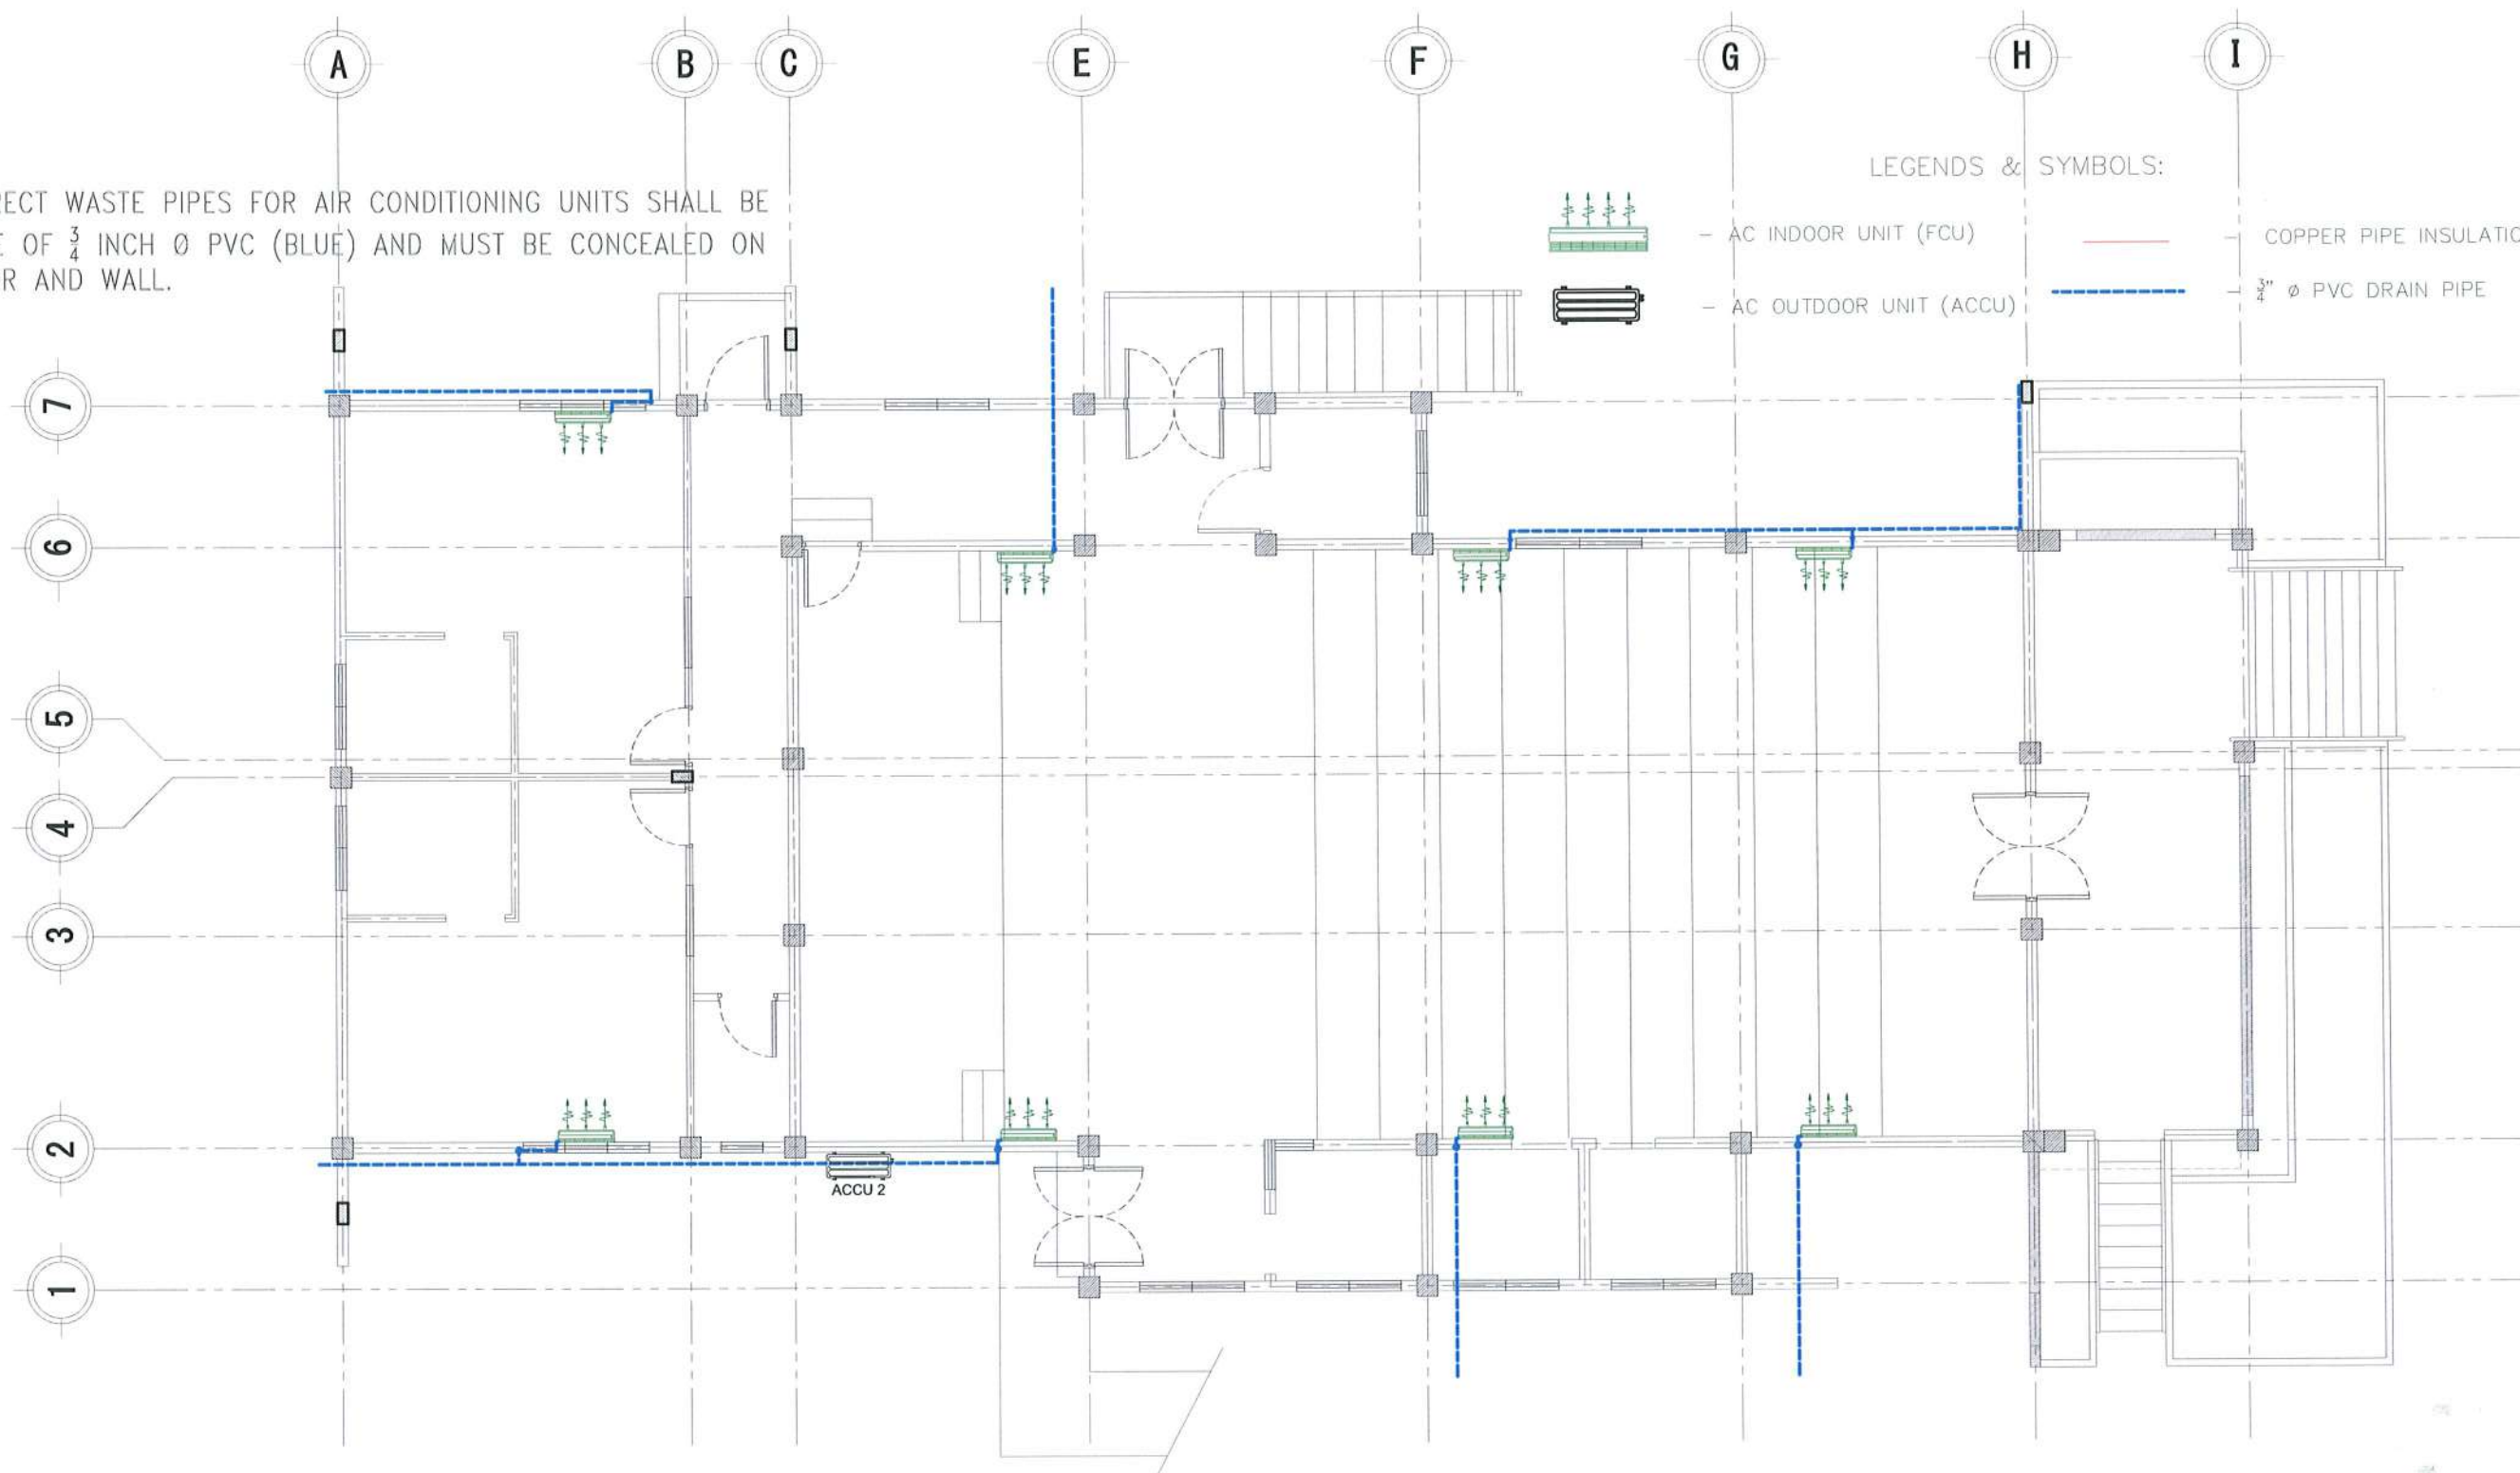 A
B
C
E
F
G
H
I
LEGENDS & SYMBOLS:
RECT WASTE PIPES FOR AIR CONDITIONING UNITS SHALL BE
E OF 3/4 INCH Ø PVC (BLUE) AND MUST BE CONCEALED ON
R AND WALL.
– AC INDOOR UNIT (FCU)
– COPPER PIPE INSULATIO
– AC OUTDOOR UNIT (ACCU)
– 3/4" Ø PVC DRAIN PIPE
7
6
5
4
3
2
ACCU 2
1